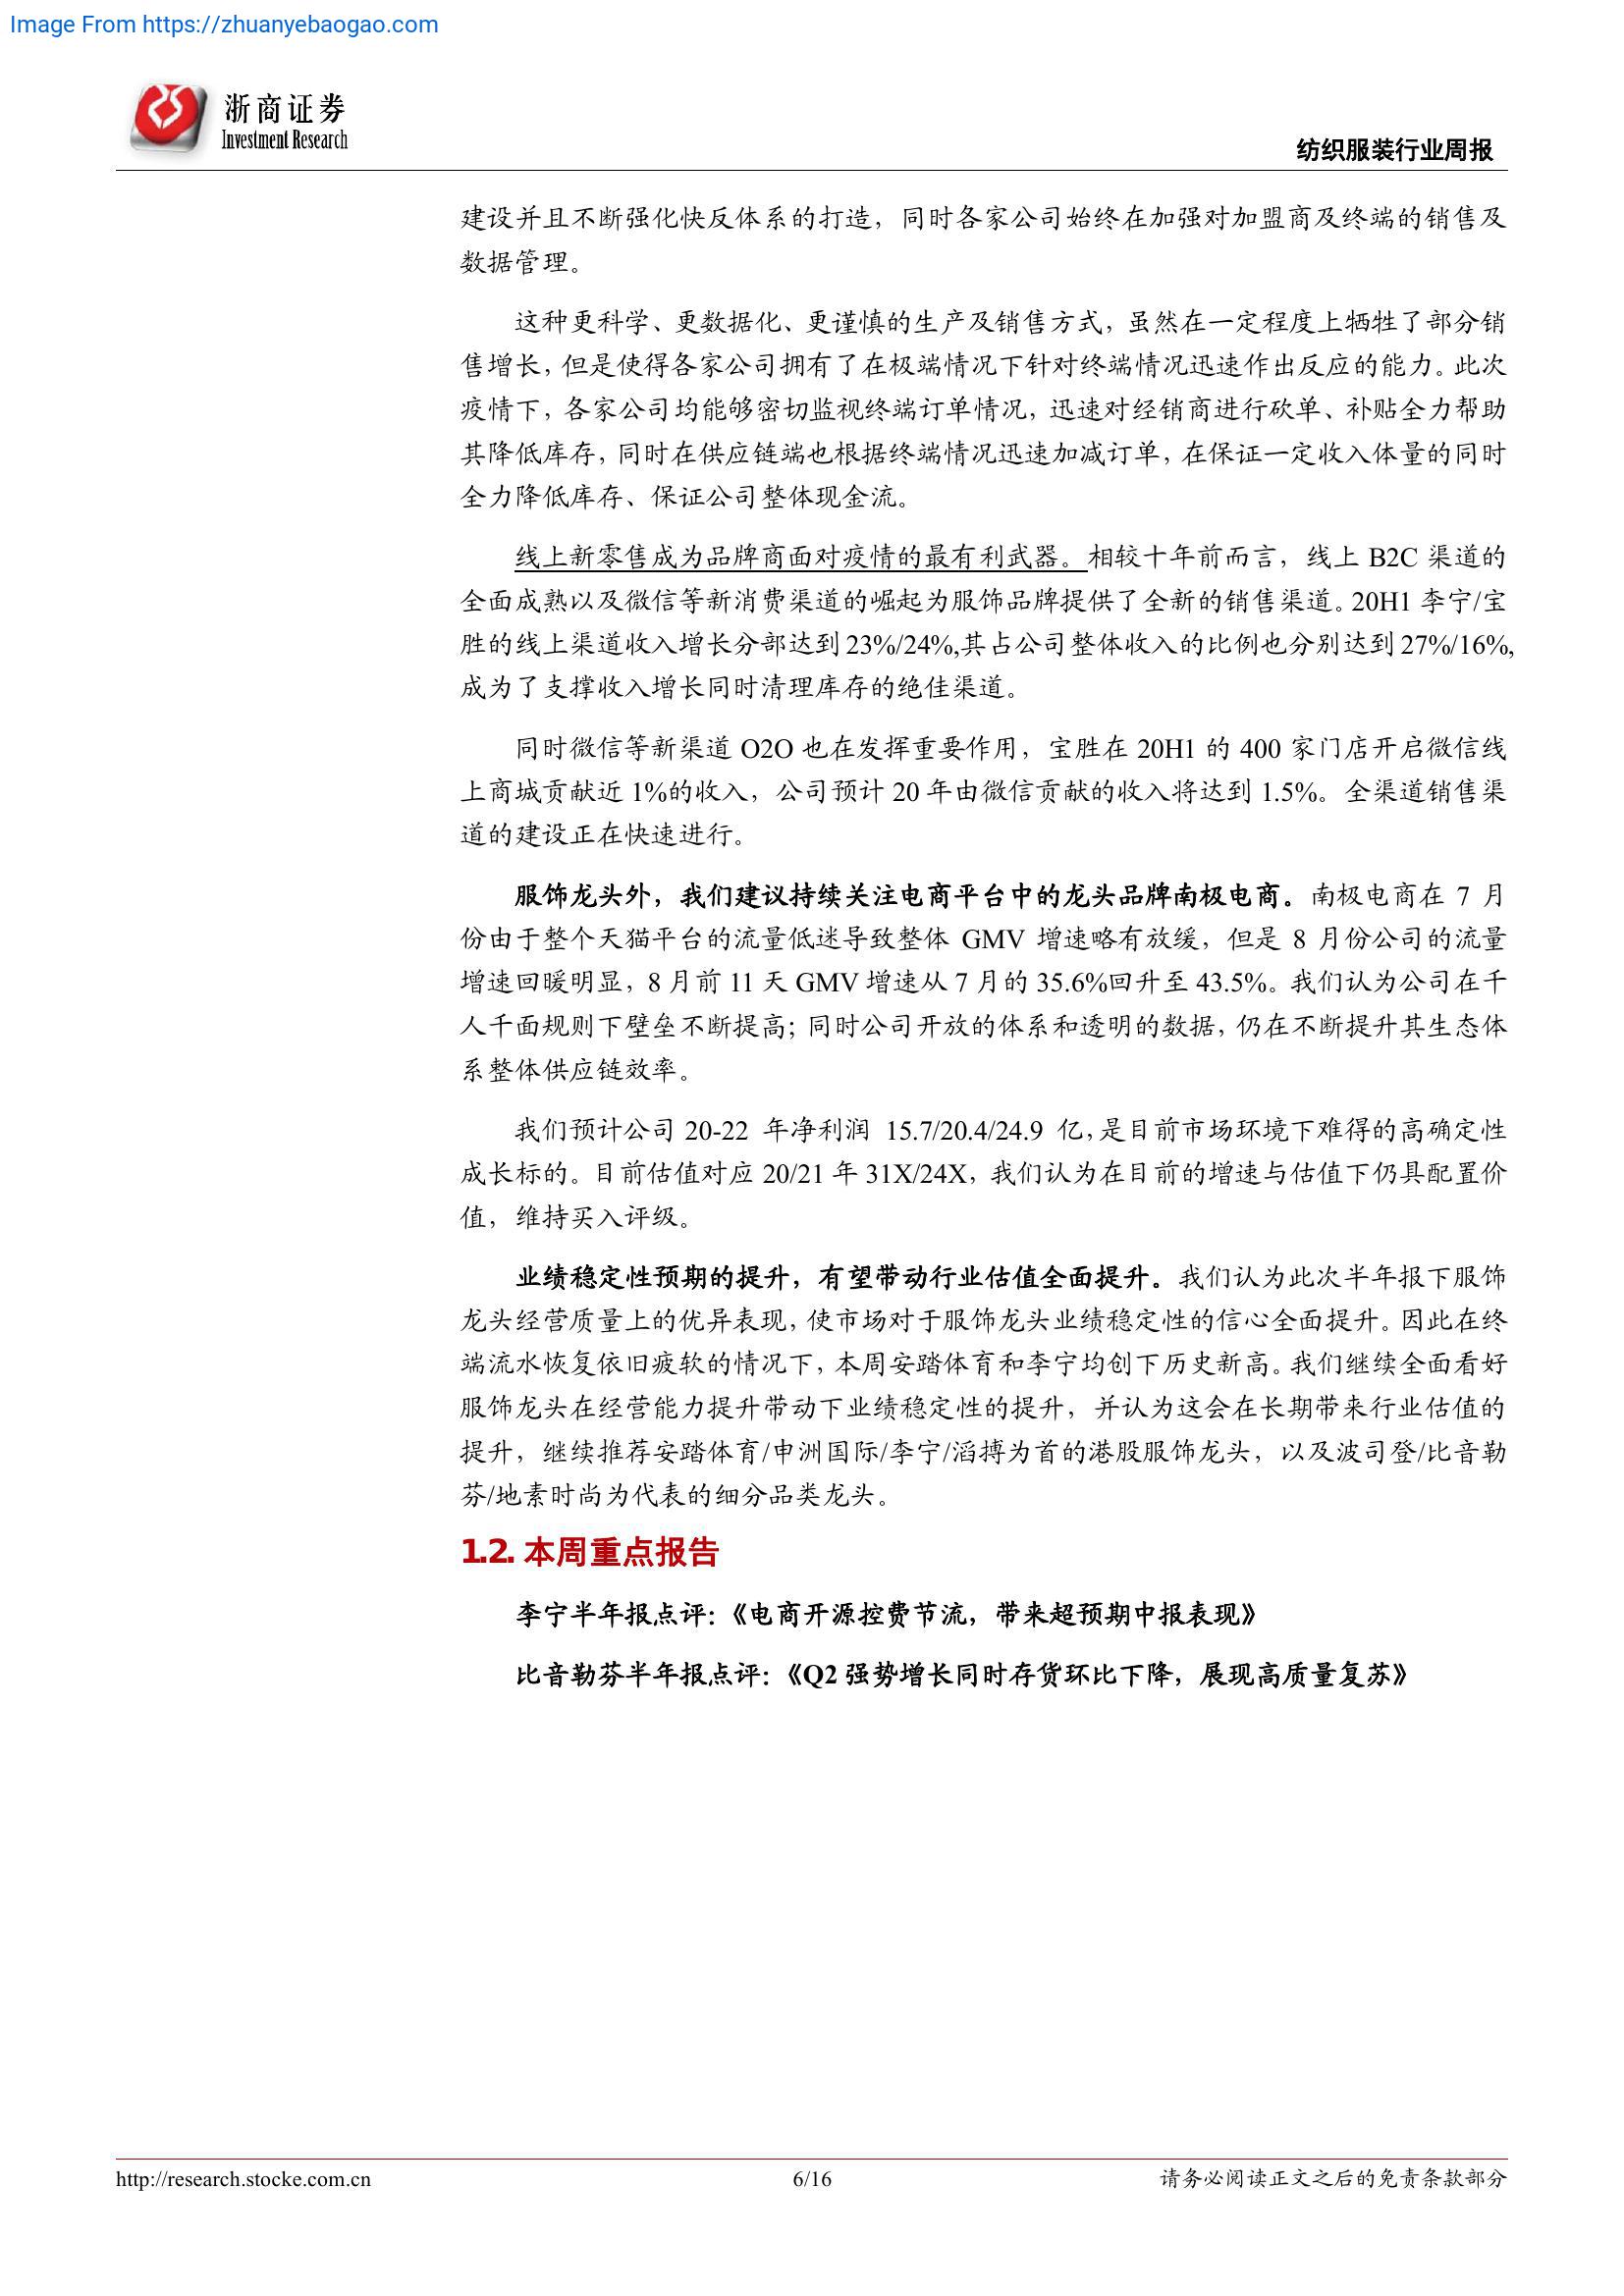 Image From https://zhuanyebaogao.com
浙商证券
Investment Research
纺织服装行业周报
建设并且不断强化快反体系的打造，同时各家公司始终在加强对加盟商及终端的销售及
数据管理。
这种更科学、更数据化、更谨慎的生产及销售方式，虽然在一定程度上牺牲了部分销
售增长，但是使得各家公司拥有了在极端情况下针对终端情况迅速作出反应的能力。此次
疫情下，各家公司均能够密切监视终端订单情况，迅速对经销商进行砍单、补贴全力帮助
其降低库存，同时在供应链端也根据终端情况迅速加减订单，在保证一定收入体量的同时
全力降低库存、保证公司整体现金流。
线上新零售成为品牌商面对疫情的最有利武器。相较十年前而言，线上 B2C 渠道的
全面成熟以及微信等新消费渠道的崛起为服饰品牌提供了全新的销售渠道。20H1 李宁/宝
胜的线上渠道收入增长分部达到 23%/24%,其占公司整体收入的比例也分别达到 27%/16%,
成为了支撑收入增长同时清理库存的绝佳渠道。
同时微信等新渠道 O2O 也在发挥重要作用，宝胜在 20H1 的 400 家门店开启微信线
上商城贡献近 1%的收入，公司预计 20 年由微信贡献的收入将达到 1.5%。全渠道销售渠
道的建设正在快速进行。
服饰龙头外，我们建议持续关注电商平台中的龙头品牌南极电商。南极电商在 7 月
份由于整个天猫平台的流量低迷导致整体 GMV 增速略有放缓，但是 8 月份公司的流量
增速回暖明显，8 月前 11 天 GMV 增速从 7 月的 35.6%回升至 43.5%。我们认为公司在千
人千面规则下壁垒不断提高；同时公司开放的体系和透明的数据，仍在不断提升其生态体
系整体供应链效率。
我们预计公司 20-22 年净利润 15.7/20.4/24.9 亿，是目前市场环境下难得的高确定性
成长标的。目前估值对应 20/21 年 31X/24X，我们认为在目前的增速与估值下仍具配置价
值，维持买入评级。
业绩稳定性预期的提升，有望带动行业估值全面提升。我们认为此次半年报下服饰
龙头经营质量上的优异表现，使市场对于服饰龙头业绩稳定性的信心全面提升。因此在终
端流水恢复依旧疲软的情况下，本周安踏体育和李宁均创下历史新高。我们继续全面看好
服饰龙头在经营能力提升带动下业绩稳定性的提升，并认为这会在长期带来行业估值的
提升，继续推荐安踏体育/申洲国际/李宁/滔搏为首的港股服饰龙头，以及波司登/比音勒
芬/地素时尚为代表的细分品类龙头。
1.2. 本周重点报告
李宁半年报点评：《电商开源控费节流，带来超预期中报表现》
比音勒芬半年报点评：《Q2 强势增长同时存货环比下降，展现高质量复苏》
http://research.stocke.com.cn
6/16
请务必阅读正文之后的免责条款部分